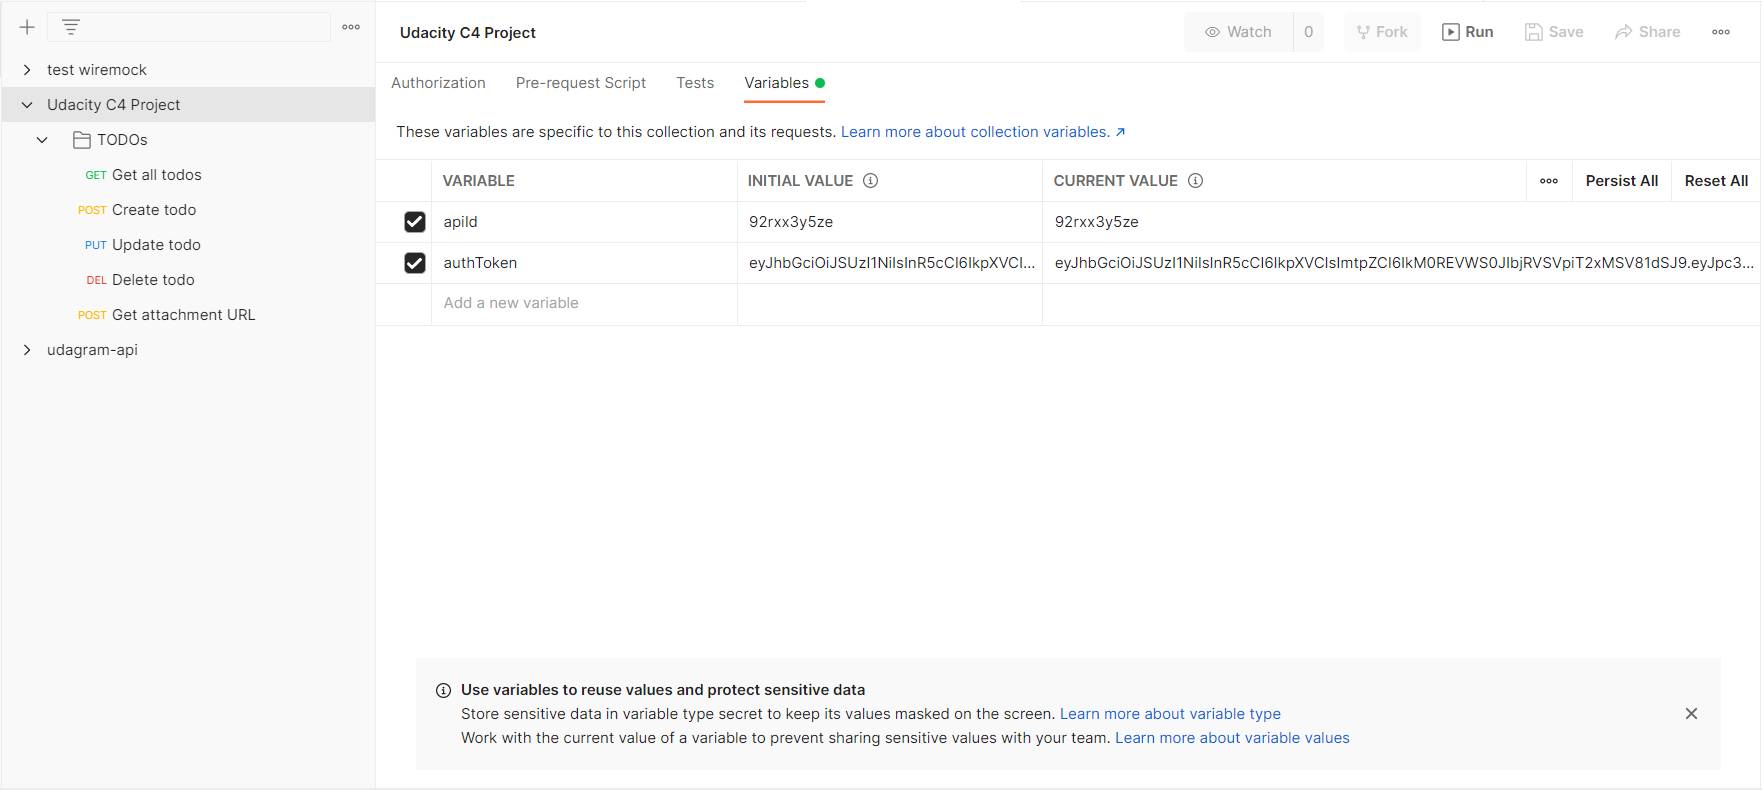 test wiremock
Udacity C4 Project
TODOs
GET Get all todos
POST Create todo
PUT Update todo
DEL Delete todo
POST Get attachment URL
udagram-api
Udacity C4 Project
Watch 0 Fork Run Save Share
Authorization Pre-request Script Tests Variables
These variables are specific to this collection and its requests. Learn more about collection variables. ↗
VARIABLE INITIAL VALUE CURRENT VALUE Persist All Reset All
apiId 92rxx3y5ze 92rxx3y5ze
authToken eyJhbGciOiJSUzI1NiIsInR5cCI6IkpXVCI... eyJhbGciOiJSUzI1NiIsInR5cCI6IkpXVCIsImtpZCI6IkM0REVWS0JIbjRVSVpiT2xMSV81dSJ9.eyJpc3...
Add a new variable
Use variables to reuse values and protect sensitive data
Store sensitive data in variable type secret to keep its values masked on the screen. Learn more about variable type
Work with the current value of a variable to prevent sharing sensitive values with your team. Learn more about variable values